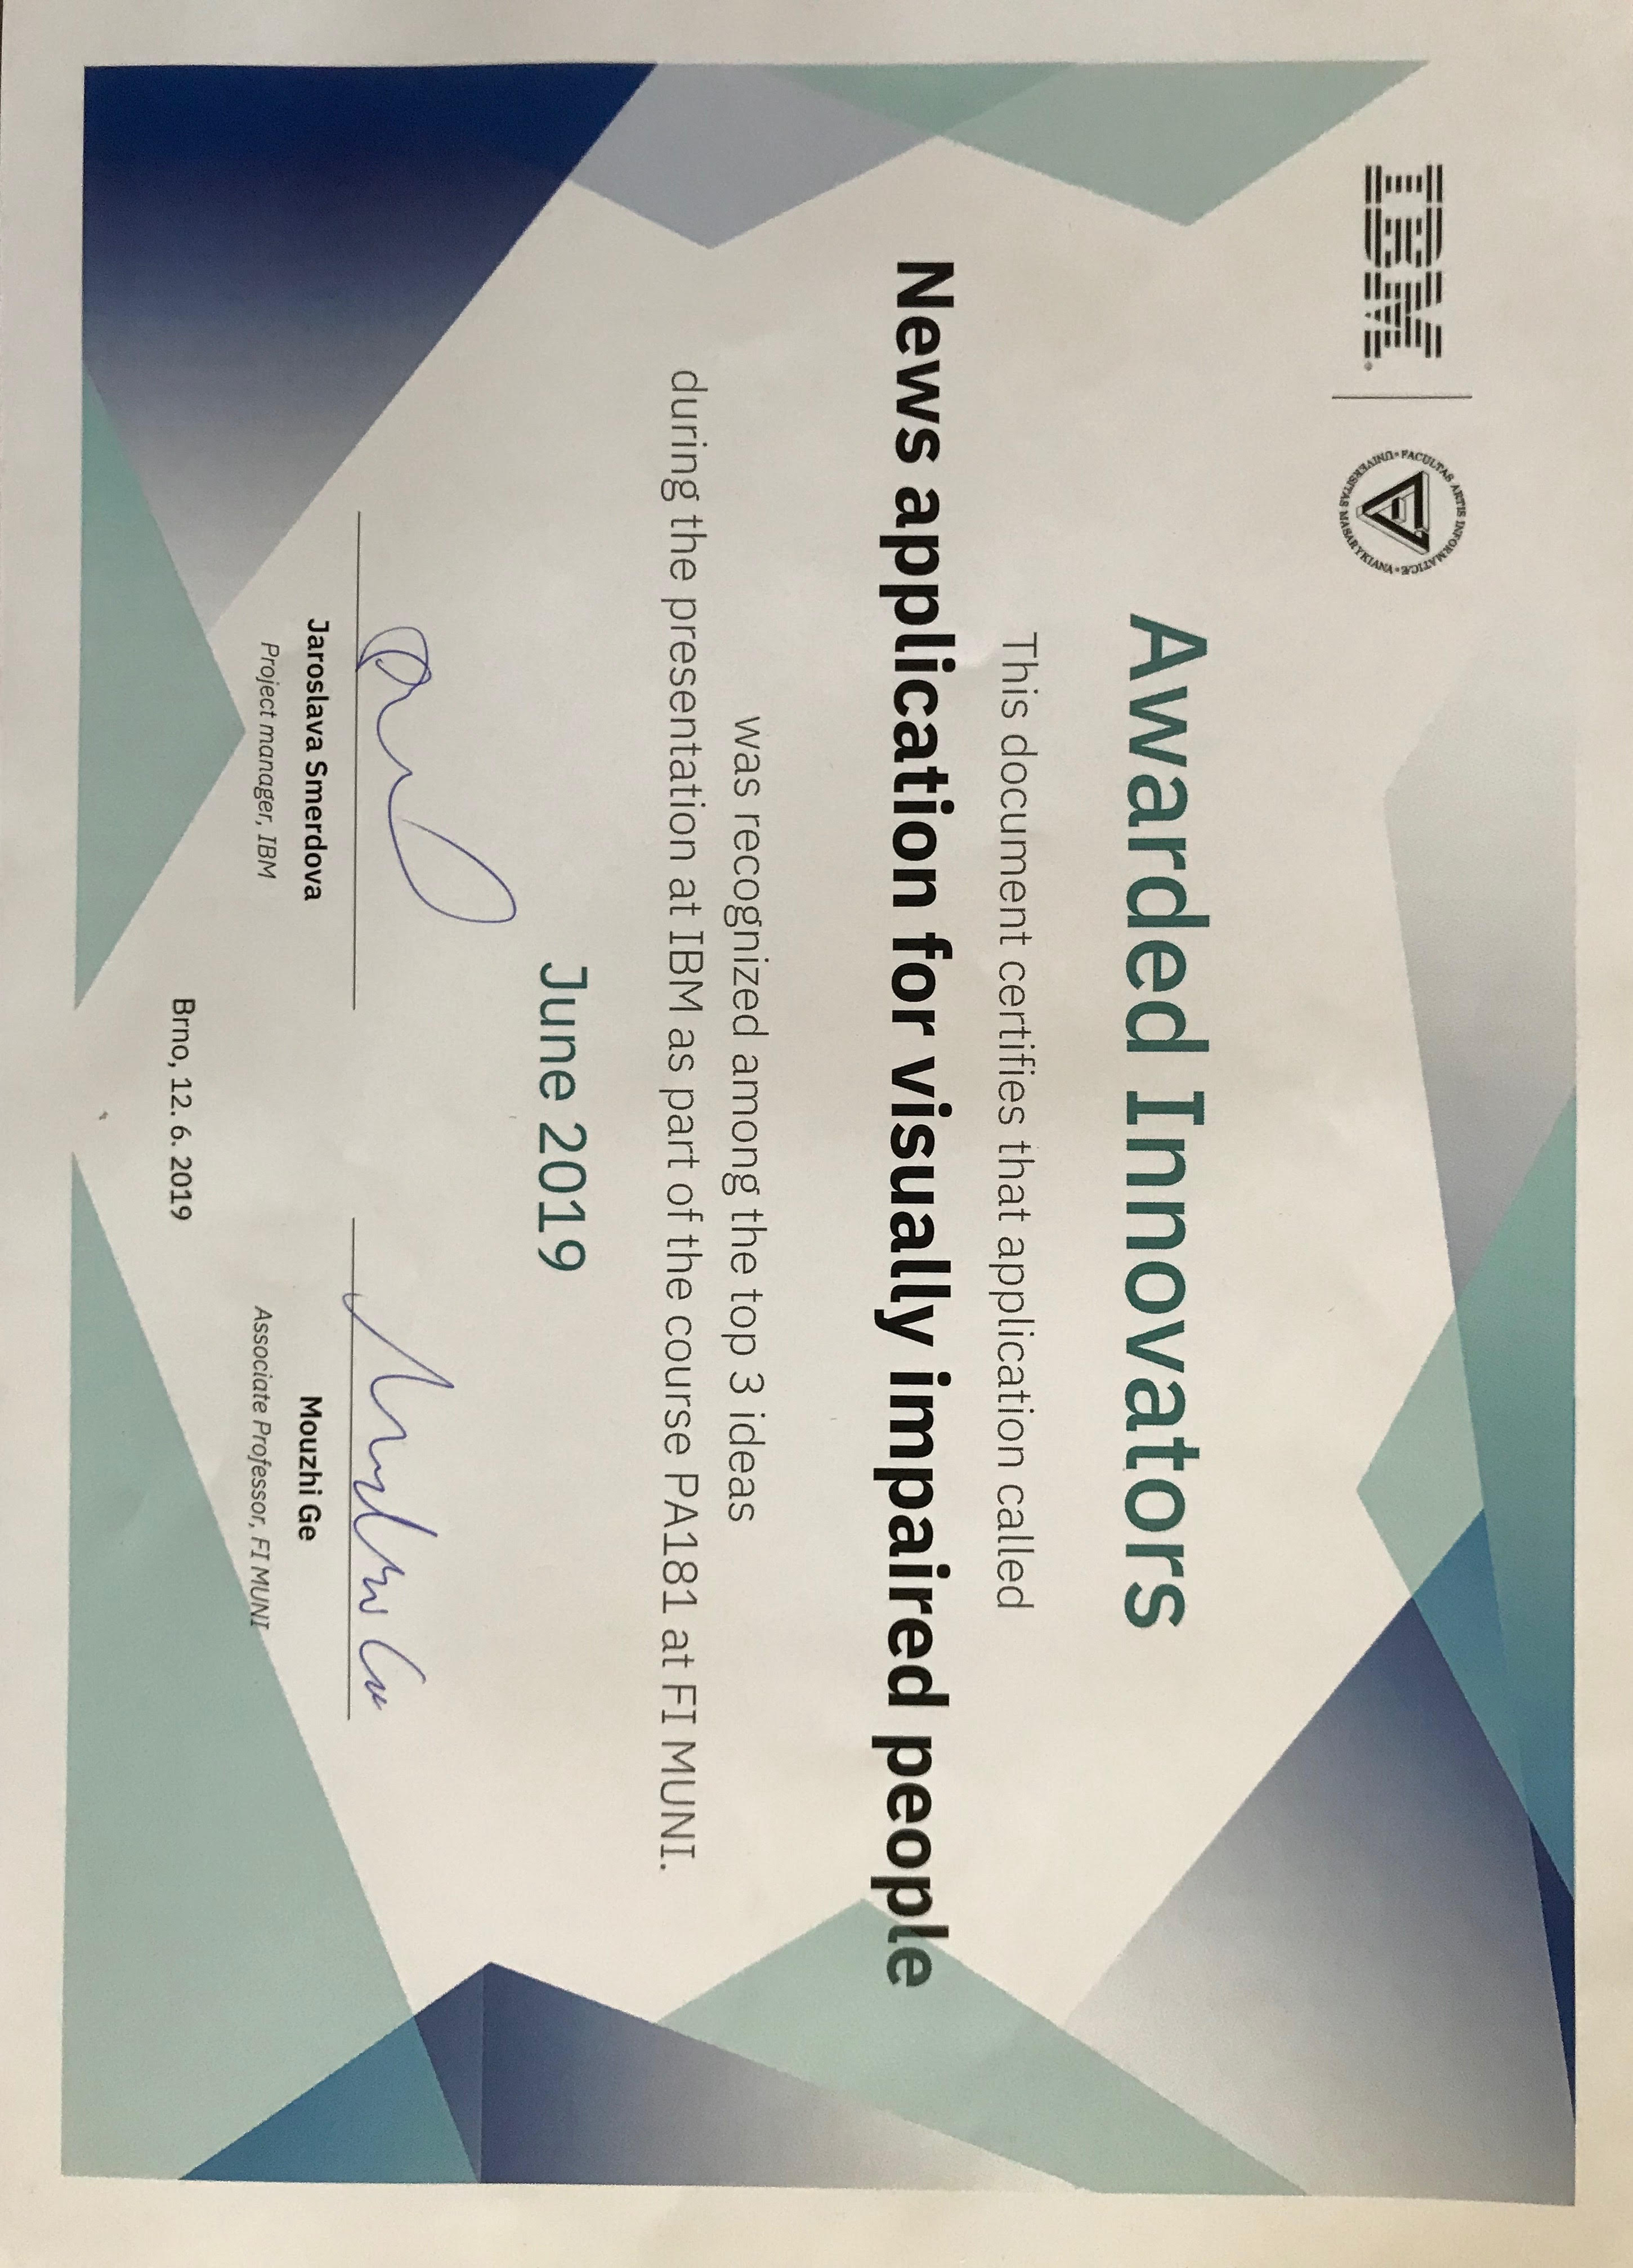 IBM®
FACULTAS ARTIS INFORMATICÆ
UNIVERSITAS MASARYKIANA
Awarded Innovators
This document certifies that application called
News application for visually impaired people
was recognized among the top 3 ideas
during the presentation at IBM as part of the course PA181 at FI MUNI.
June 2019
Jaroslava Smerdova
Project manager, IBM
Mouzhi Ge
Associate Professor, FI MUNI
Brno, 12. 6. 2019